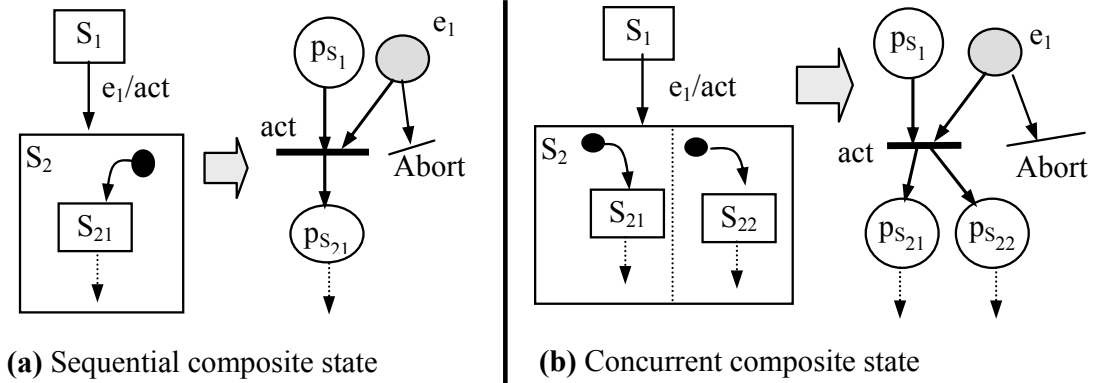 S1
e1/act
S2
S21
pS1
e1
act
Abort
pS21
(a) Sequential composite state
S1
e1/act
S2
S21
S22
pS1
e1
act
Abort
pS21
pS22
(b) Concurrent composite state